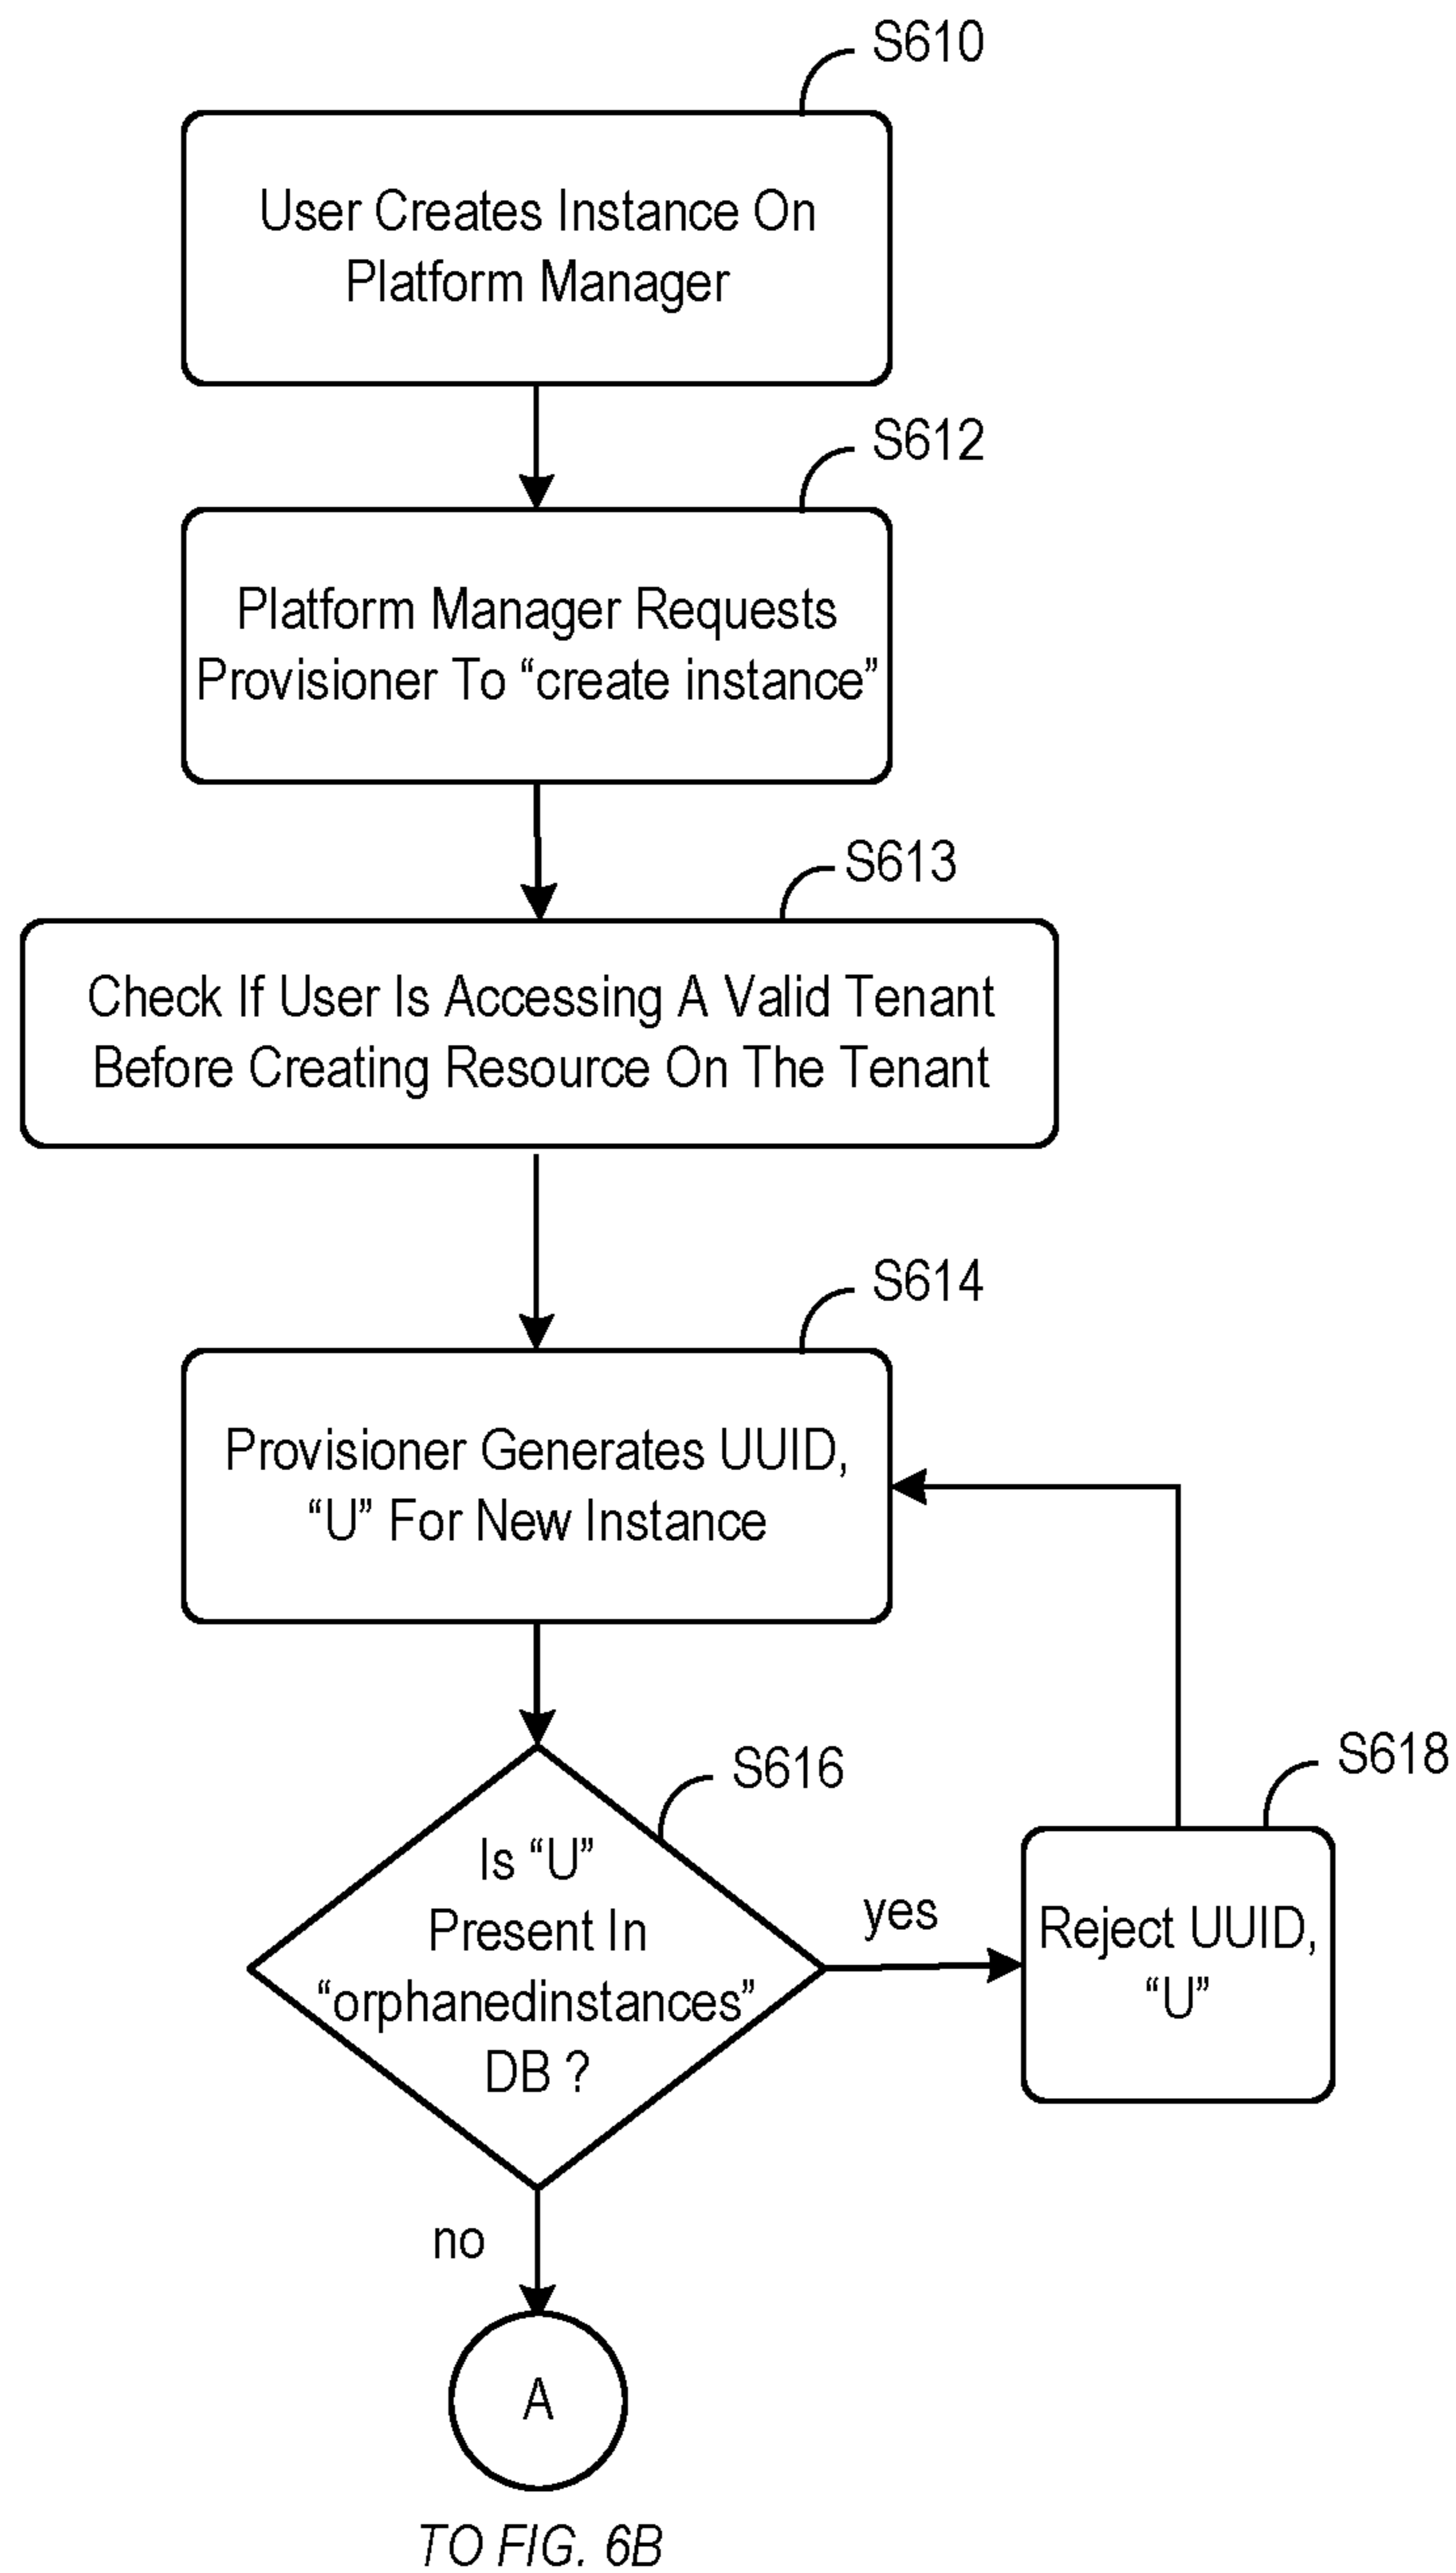 S610
User Creates Instance On
Platform Manager
S612
Platform Manager Requests
Provisioner To “create instance”
S613
Check If User Is Accessing A Valid Tenant
Before Creating Resource On The Tenant
S614
Provisioner Generates UUID,
“U” For New Instance
S616
Is “U”
Present In
“orphanedinstances”
DB ?
yes
S618
Reject UUID,
“U”
no
A
TO FIG. 6B